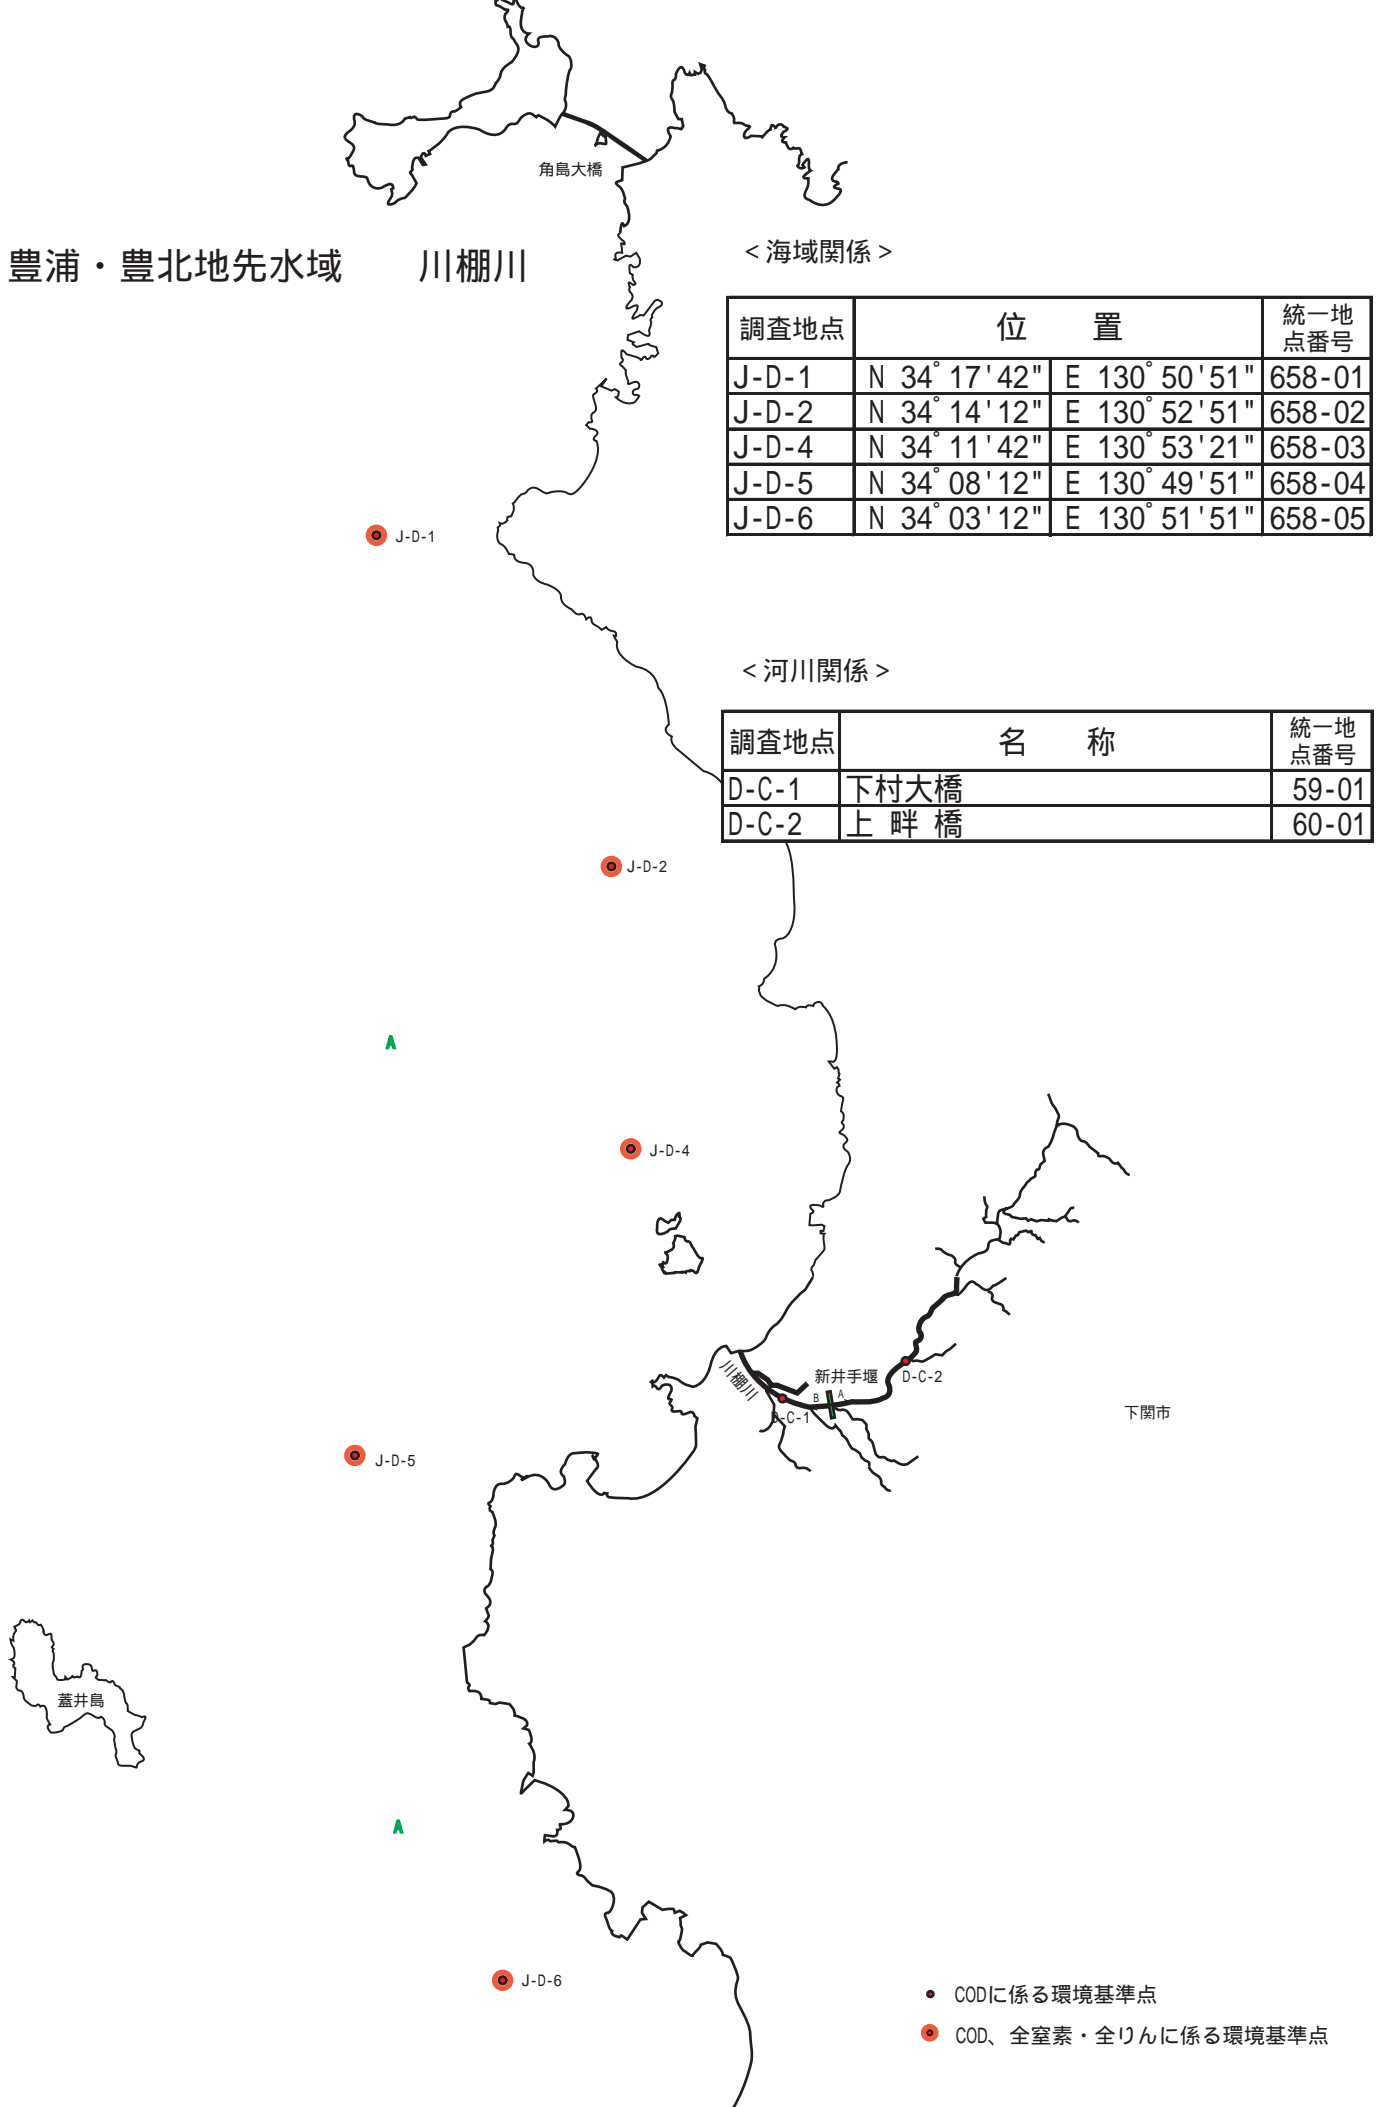 角島大橋
豊浦・豊北地先水域　　川棚川
＜海域関係＞
調査地点 位　置 統一地点番号
J-D-1 N 34°17'42" E 130°50'51" 658-01
J-D-2 N 34°14'12" E 130°52'51" 658-02
J-D-4 N 34°11'42" E 130°53'21" 658-03
J-D-5 N 34°08'12" E 130°49'51" 658-04
J-D-6 N 34°03'12" E 130°51'51" 658-05
J-D-1
＜河川関係＞
調査地点 名　称 統一地点番号
D-C-1 下村大橋 59-01
D-C-2 上畔橋 60-01
J-D-2
A
J-D-4
川棚川
新井手堰
D-C-2
B A
D-C-1
下関市
J-D-5
蓋井島
A
J-D-6
CODに係る環境基準点
COD、全窒素・全りんに係る環境基準点